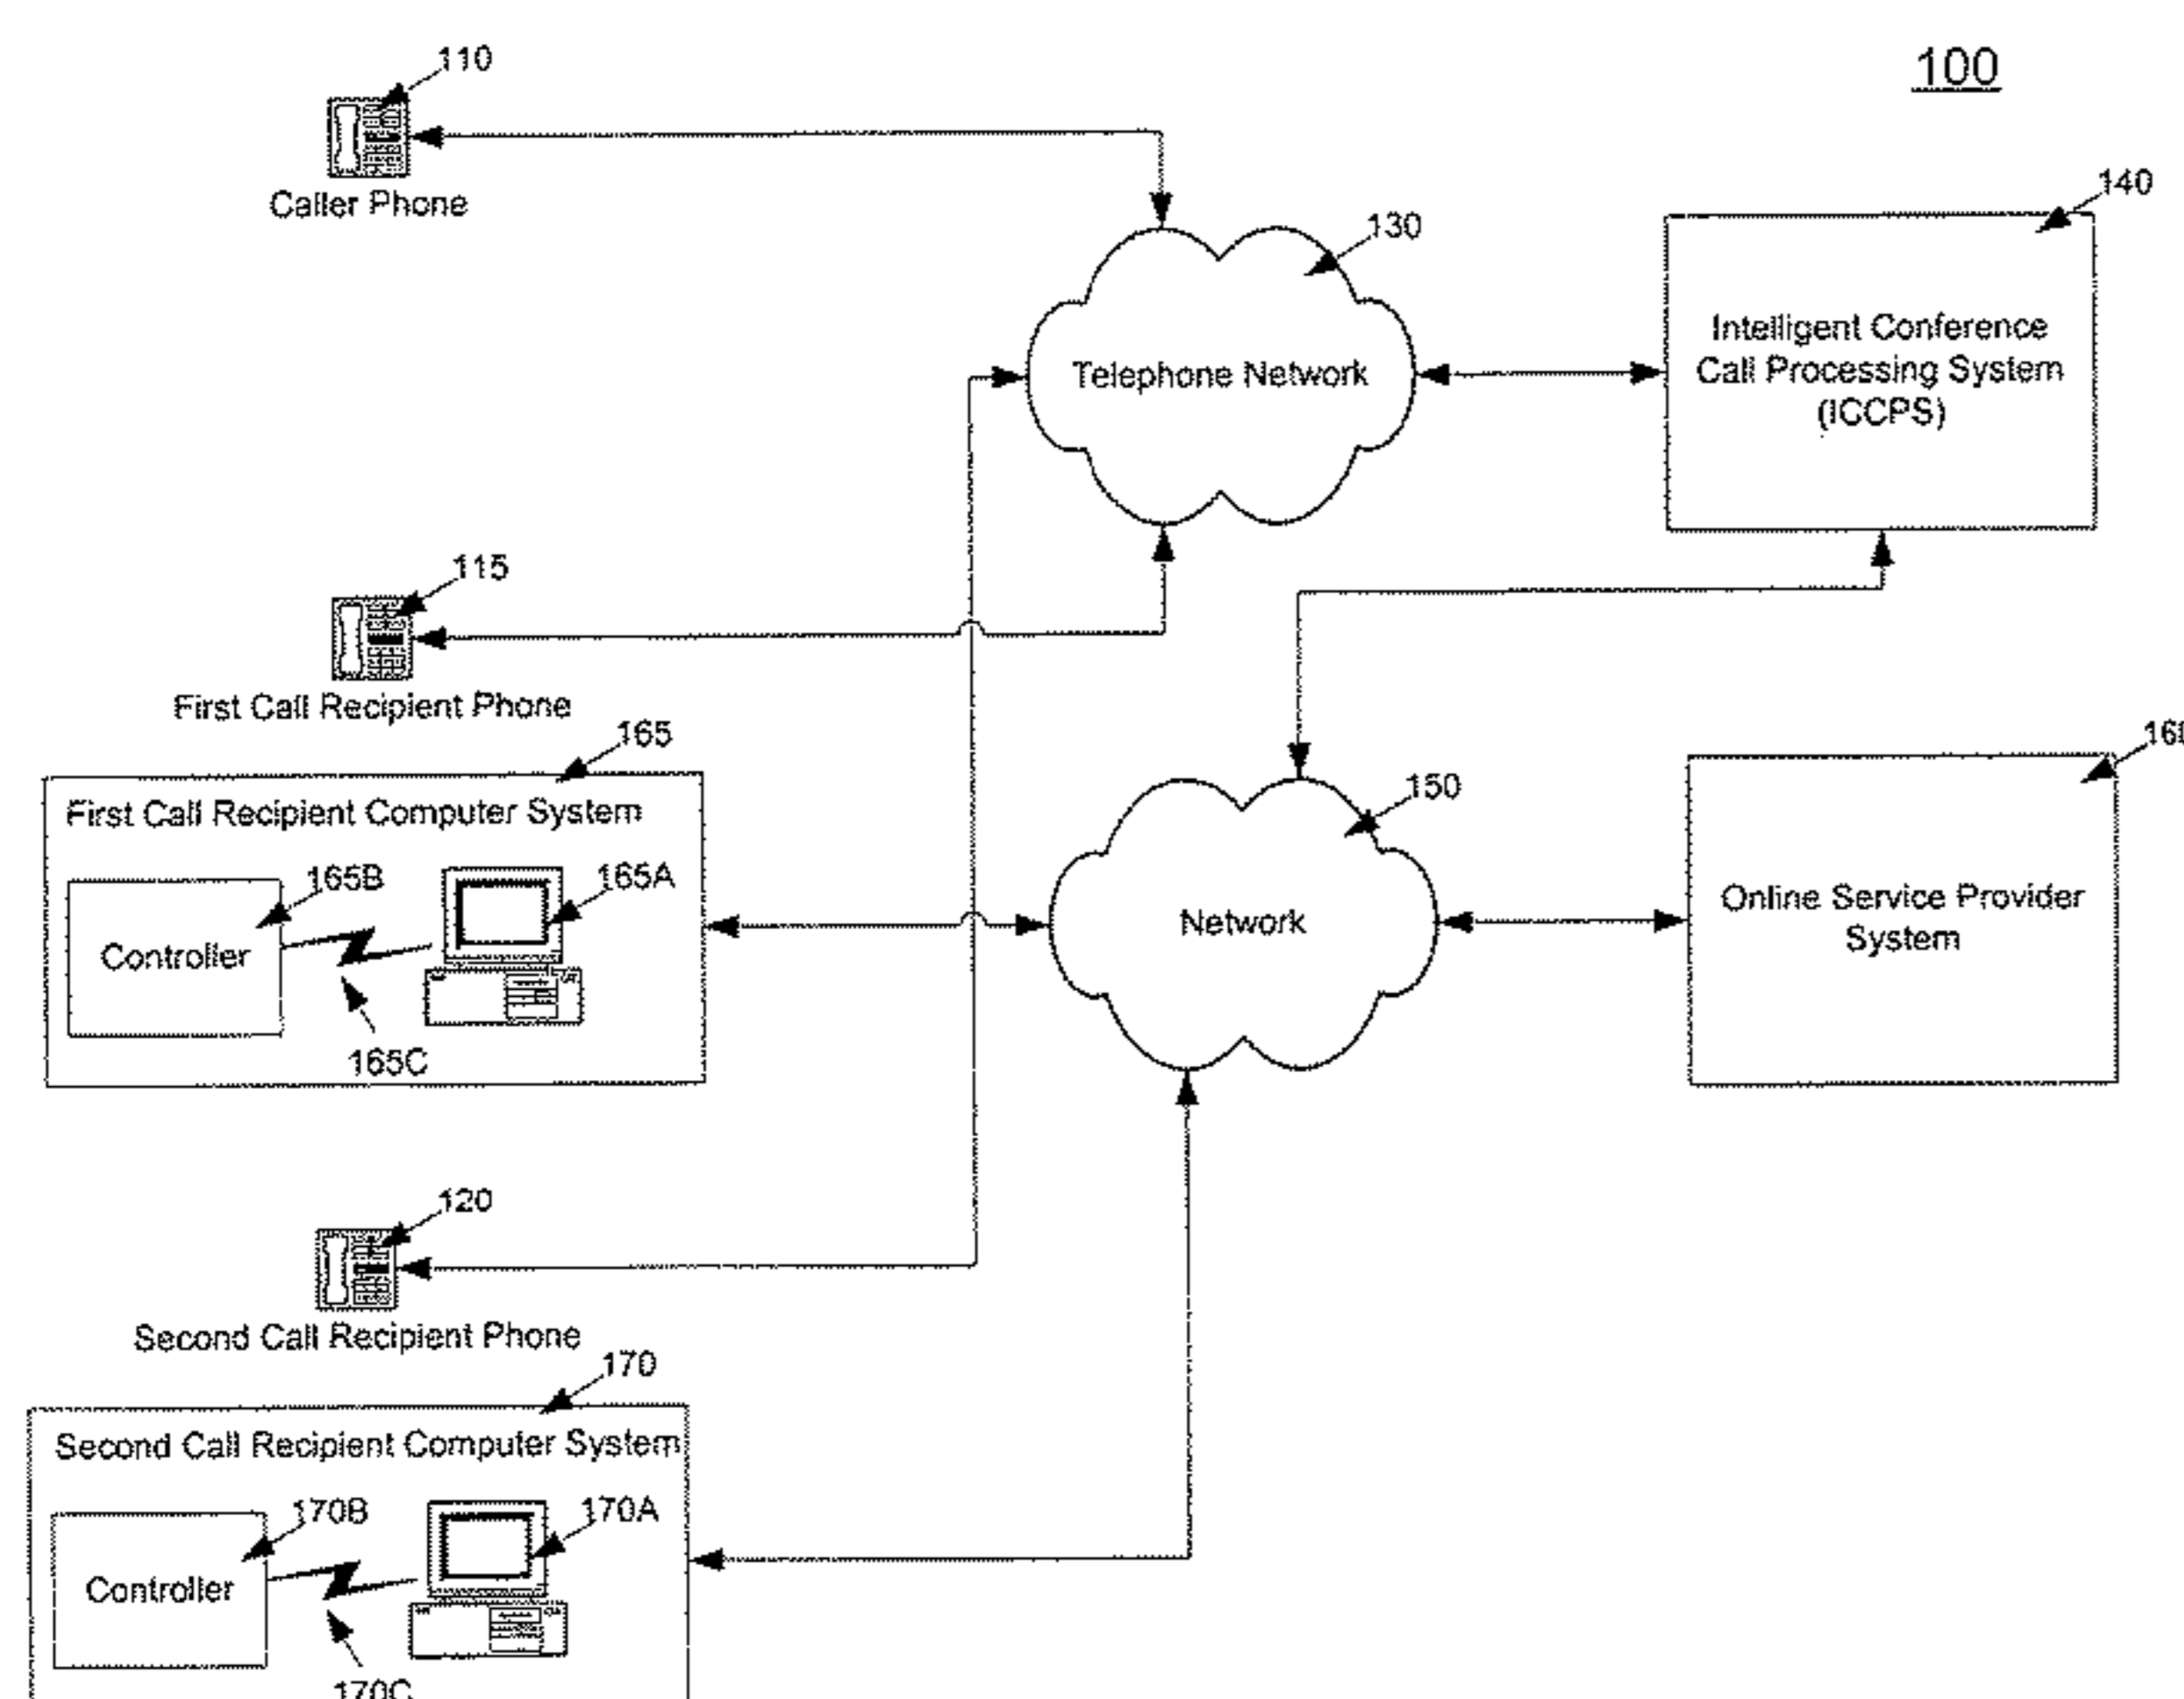 100
110
Caller Phone
140
130
Intelligent Conference
Call Processing System
(ICCPS)
Telephone Network
115
First Call Recipient Phone
165
First Call Recipient Computer System
165B
165A
Controller
165C
150
Network
160
Online Service Provider
System
120
Second Call Recipient Phone
170
Second Call Recipient Computer System
170B
170A
Controller
170C